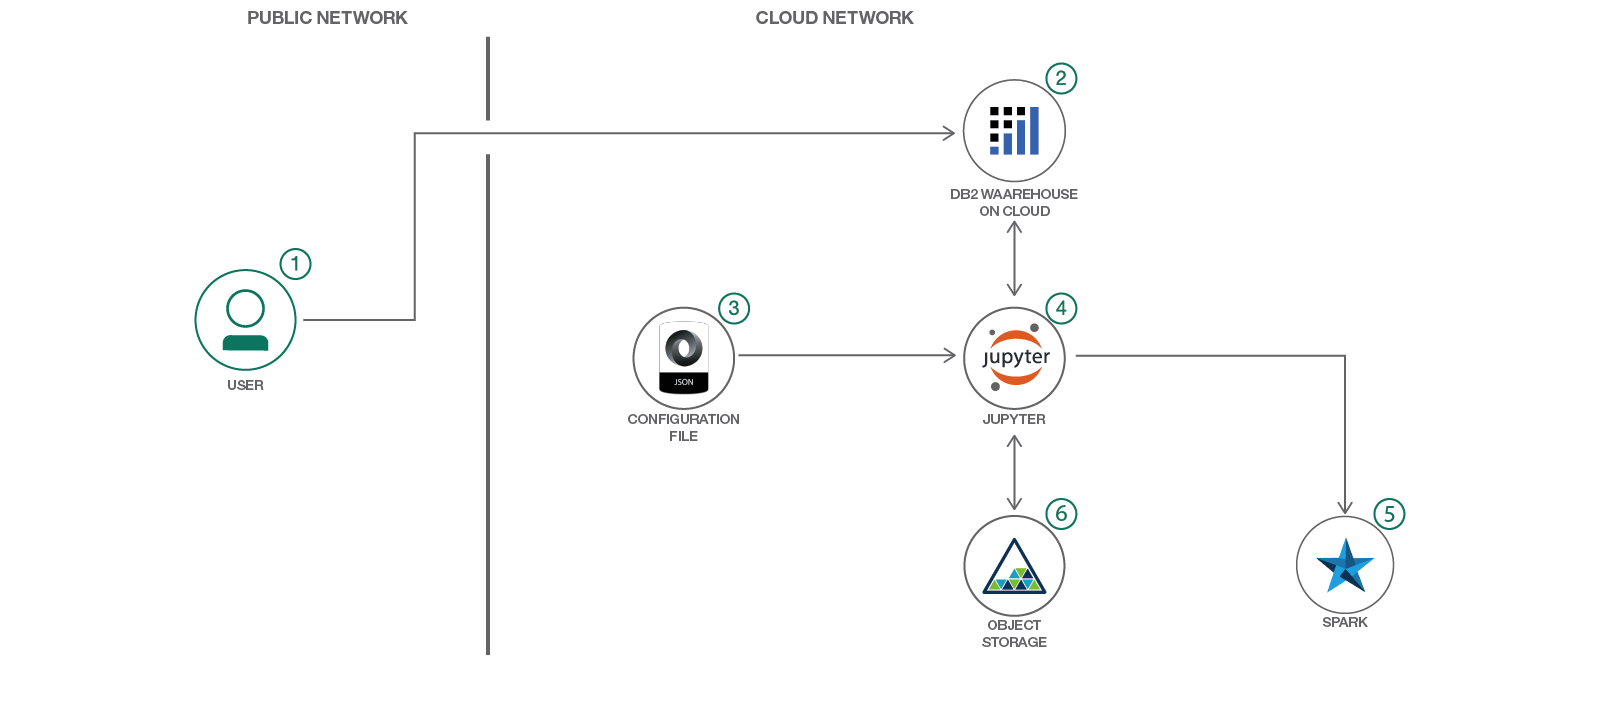 PUBLIC NETWORK
CLOUD NETWORK
2
DB2 WAAREHOUSE
ON CLOUD
1
USER
3
JSON
CONFIGURATION
FILE
4
jupyter
JUPYTER
6
OBJECT
STORAGE
5
SPARK